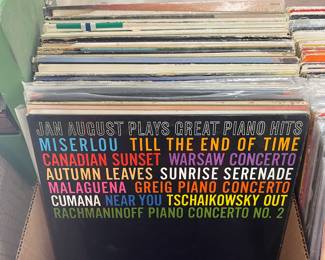 JAN AUGUST PLAYS GREAT PIANO HITS
MISERLOU TILL THE END OF TIME
CANADIAN SUNSET WARSAW CONCERTO
AUTUMN LEAVES SUNRISE SERENADE
MALAGUENA GREIG PIANO CONCERTO
CUMANA NEAR YOU TSCHAIKOWSKY OUT
RACHMANINOFF PIANO CONCERTO NO. 2